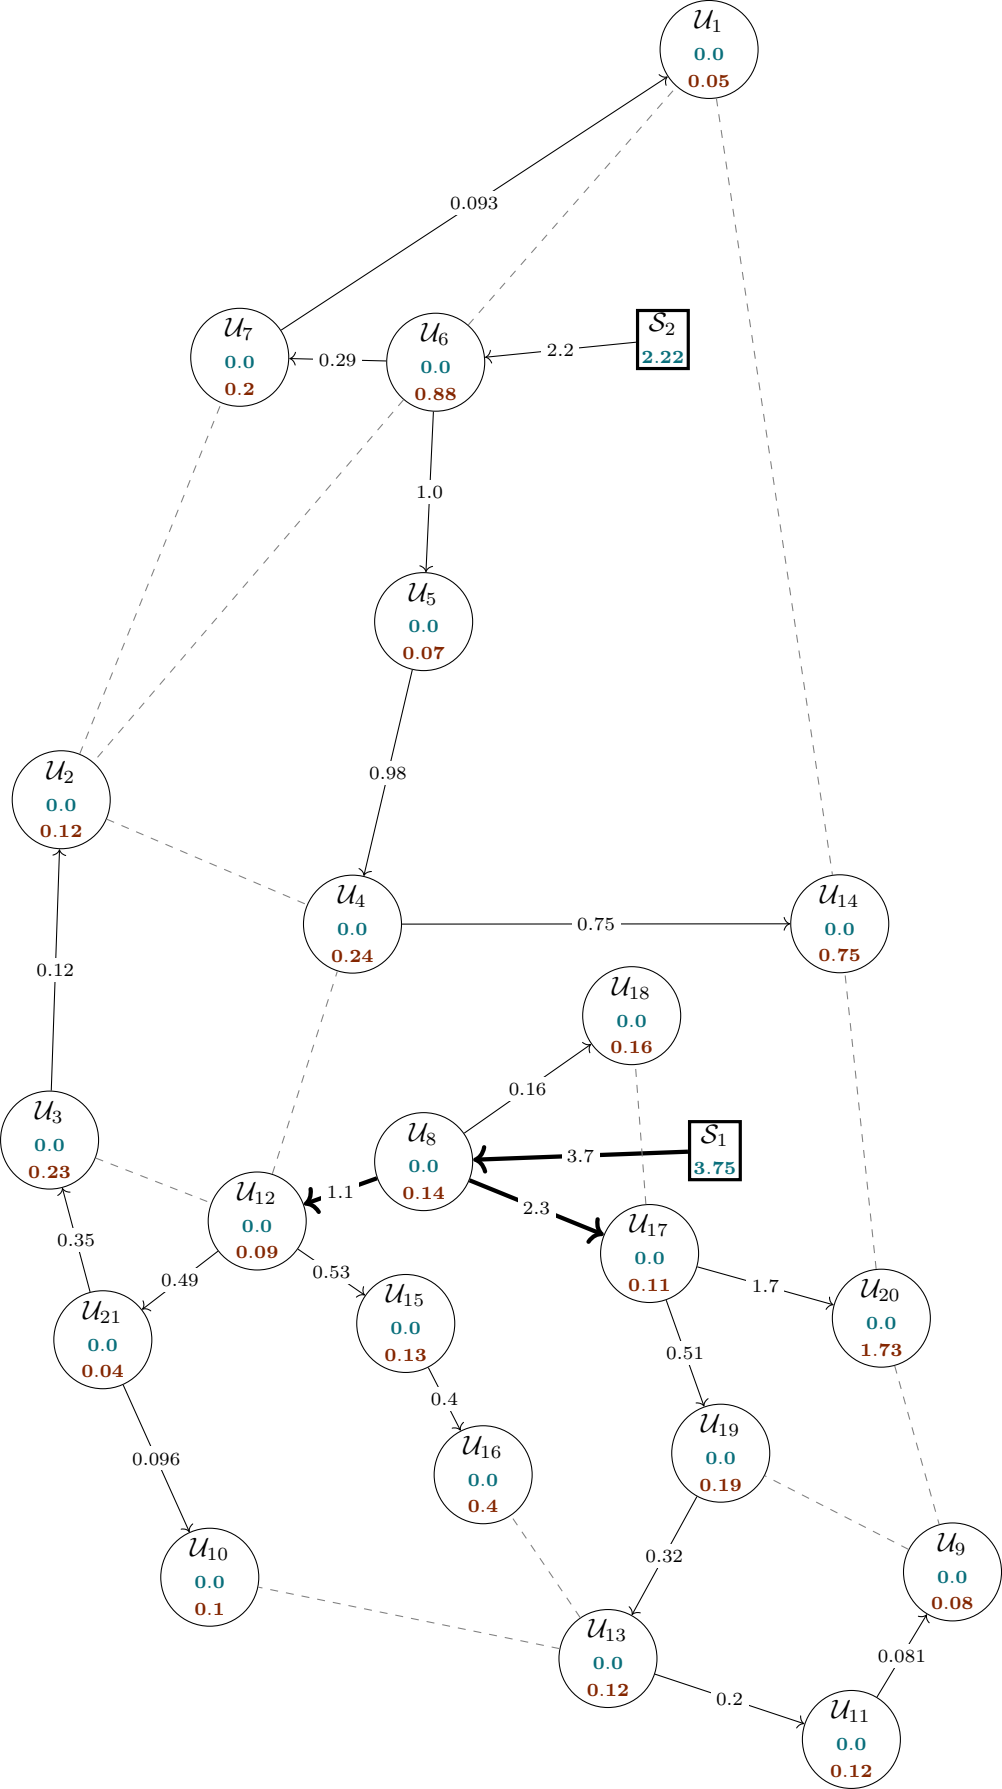 𝒰₁
0.0
0.05
0.093
𝒰₇
0.0
0.2
0.29
𝒰₆
0.0
0.88
2.2
𝒮₂
2.22
1.0
𝒰₅
0.0
0.07
0.98
𝒰₂
0.0
0.12
𝒰₄
0.0
0.24
0.75
𝒰₁₄
0.0
0.75
0.12
𝒰₁₈
0.0
0.16
0.16
𝒰₃
0.0
0.23
𝒰₈
0.0
0.14
3.7
𝒮₁
3.75
1.1
2.3
𝒰₁₂
0.0
0.09
𝒰₁₇
0.0
0.11
0.35
0.49
0.53
1.7
𝒰₂₀
0.0
1.73
𝒰₂₁
0.0
0.04
𝒰₁₅
0.0
0.13
0.51
0.4
𝒰₁₉
0.0
0.19
0.096
𝒰₁₆
0.0
0.4
0.32
𝒰₁₀
0.0
0.1
𝒰₉
0.0
0.08
𝒰₁₃
0.0
0.12
0.081
0.2
𝒰₁₁
0.0
0.12